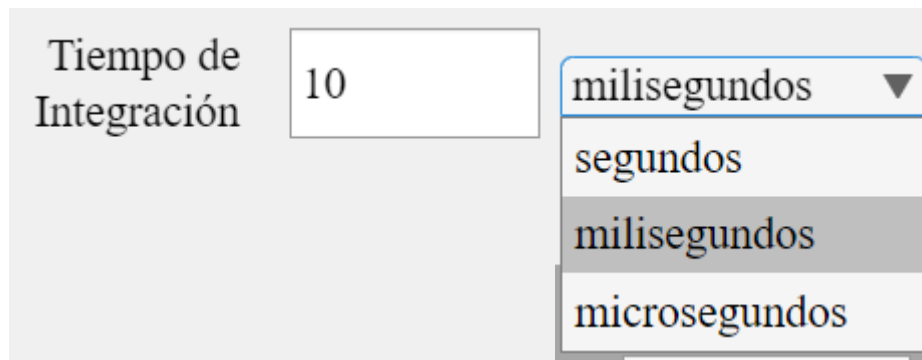 Tiempo de
Integración
10
milisegundos
segundos
milisegundos
microsegundos